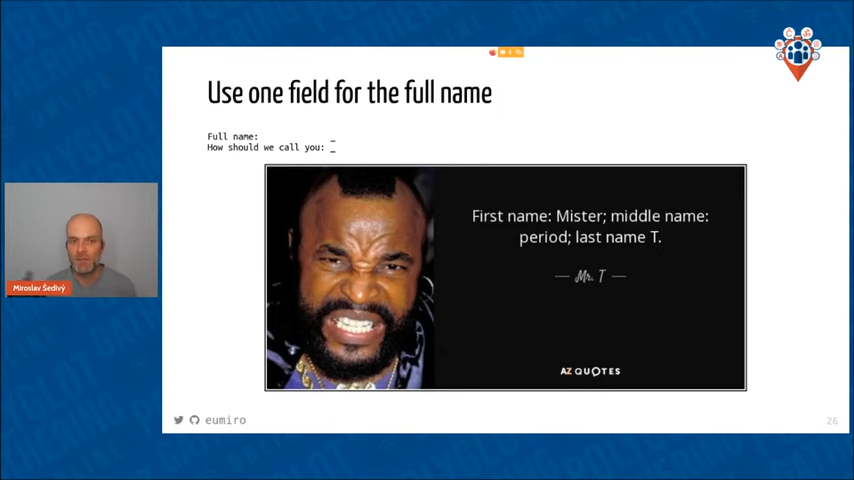 Use one field for the full name
Full name: _
How should we call you: _
First name: Mister; middle name:
period; last name T.
— Mr. T —
AZ QUOTES
Miroslav Šedivý
eumiro
26